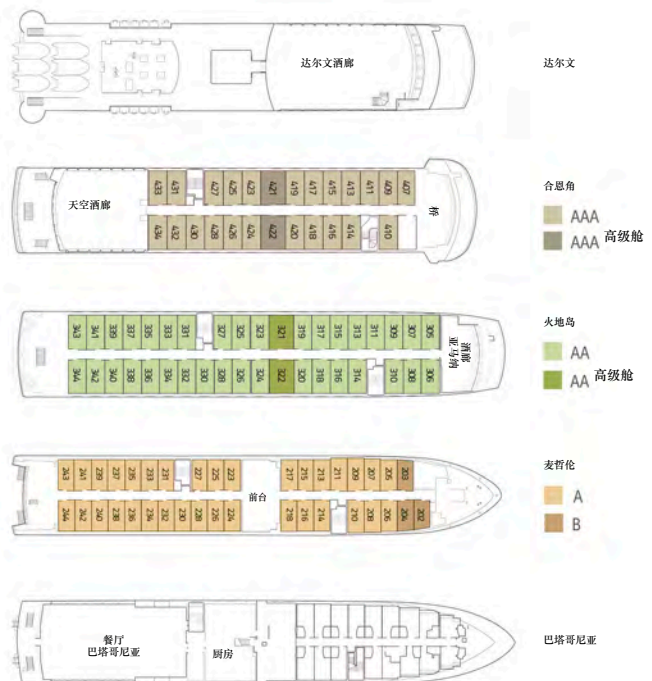 达尔文酒廊
达尔文
433 431 427 425 423 421 419 417 415 413 411 409 407
天空酒廊
桥
434 432 430 428 426 424 422 420 418 416 414 410
合恩角
AAA
AAA 高级舱
343 341 339 337 335 333 331 327 325 323 321 319 317 315 313 311 309 307 305
酒廊
亚马纳
344 342 340 338 336 334 332 330 328 326 324 322 320 318 316 314 310 308 306
火地岛
AA
AA 高级舱
243 241 239 237 235 233 231 227 225 223 217 215 213 211 209 207 205 203
前台
244 242 240 238 236 234 232 230 228 226 224 218 216 214 210 208 206 204 202
麦哲伦
A
B
餐厅
巴塔哥尼亚
厨房
巴塔哥尼亚